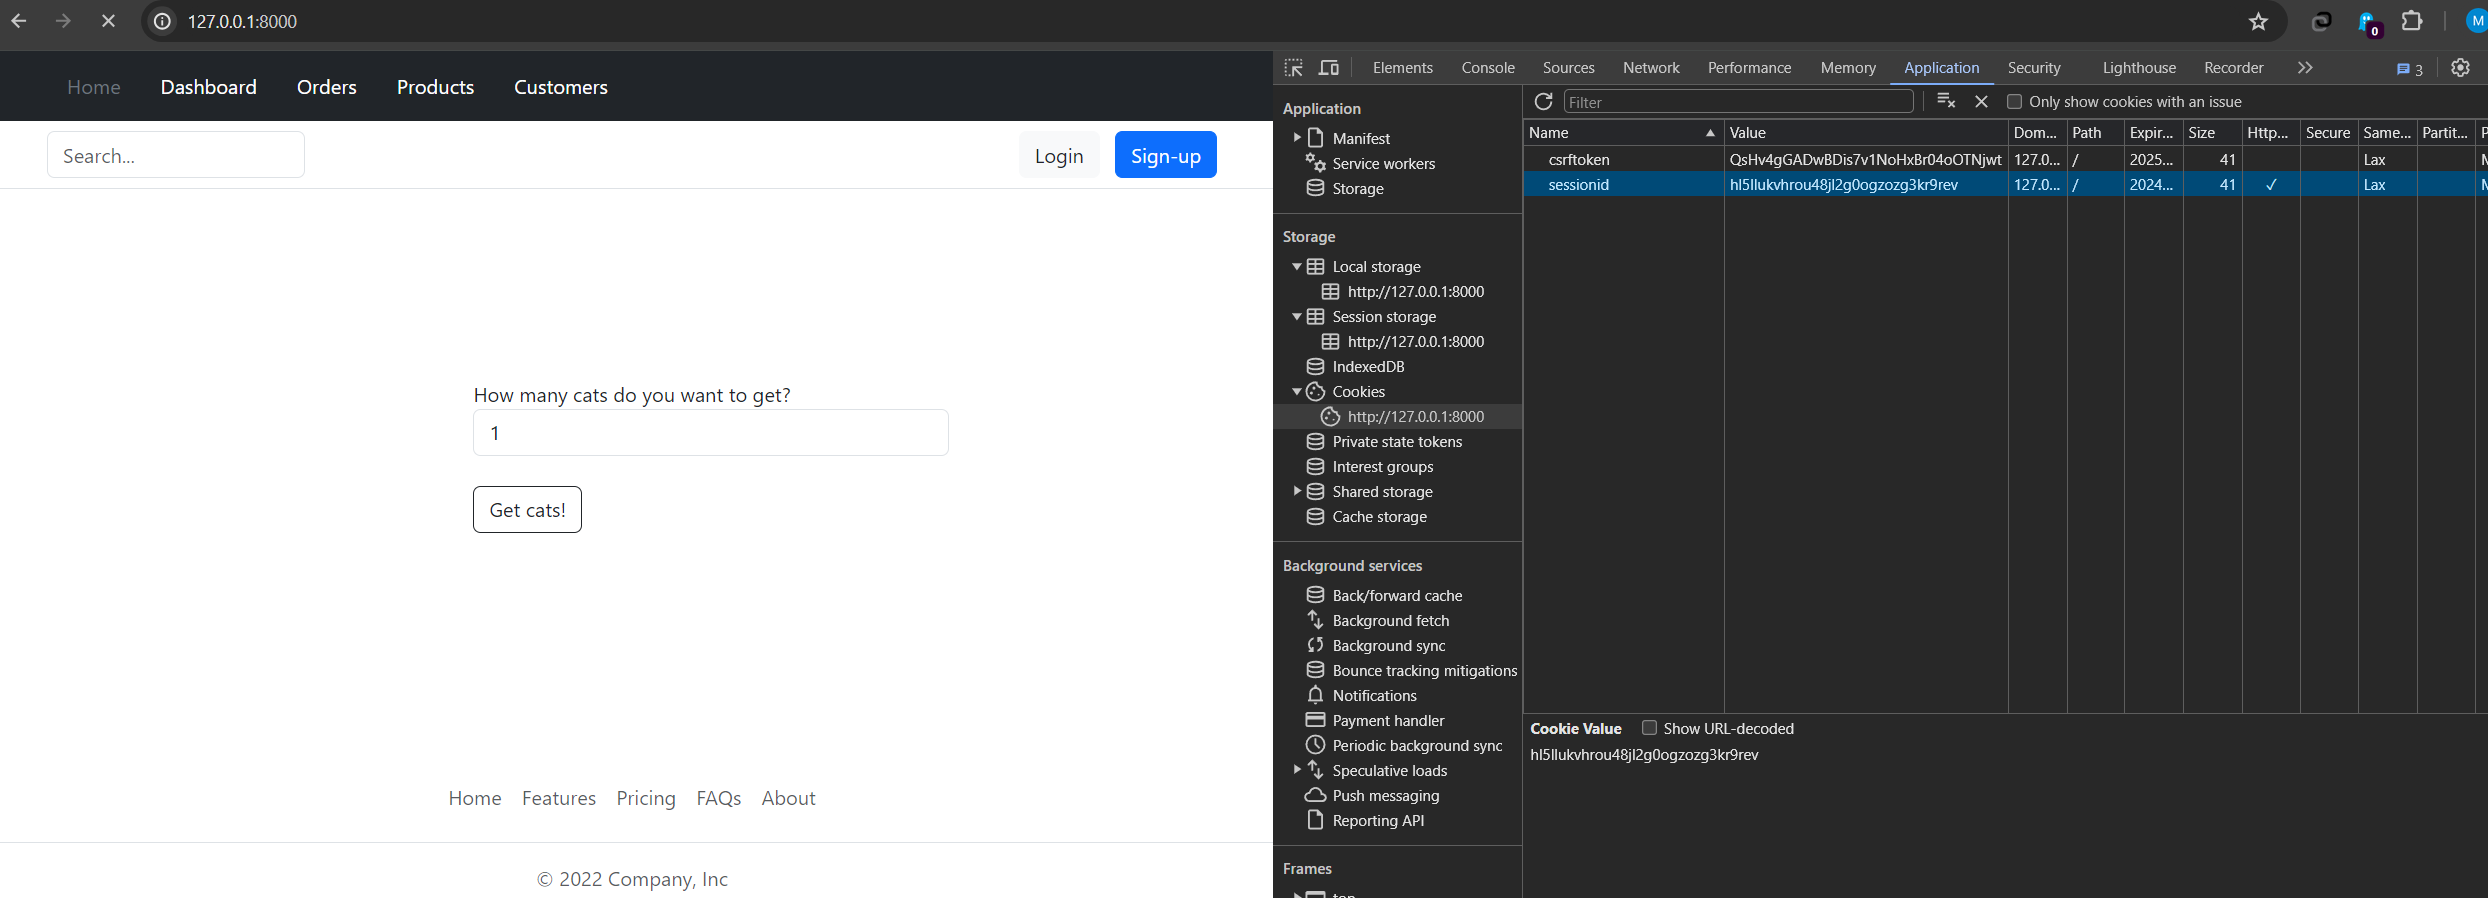 127.0.0.1:8000
0
M
Home Dashboard Orders Products Customers
Search...
Login
Sign-up
How many cats do you want to get?
1
Get cats!
Home Features Pricing FAQs About
© 2022 Company, Inc
Elements Console Sources Network Performance Memory Application Security Lighthouse Recorder
3
Application
Manifest
Service workers
Storage
Storage
Local storage
http://127.0.0.1:8000
Session storage
http://127.0.0.1:8000
IndexedDB
Cookies
http://127.0.0.1:8000
Private state tokens
Interest groups
Shared storage
Cache storage
Background services
Back/forward cache
Background fetch
Background sync
Bounce tracking mitigations
Notifications
Payment handler
Periodic background sync
Speculative loads
Push messaging
Reporting API
Frames
top
Filter
Only show cookies with an issue
Name Value Dom... Path Expir... Size Http... Secure Same... Partit... P
csrftoken QsHv4gGADwBDis7v1NoHxBr04oOTNjwt 127.0... / 2025... 41 Lax M
sessionid hl5llukvhrou48jl2g0ogzozg3kr9rev 127.0... / 2024... 41 ✓ Lax M
Cookie Value Show URL-decoded
hl5llukvhrou48jl2g0ogzozg3kr9rev